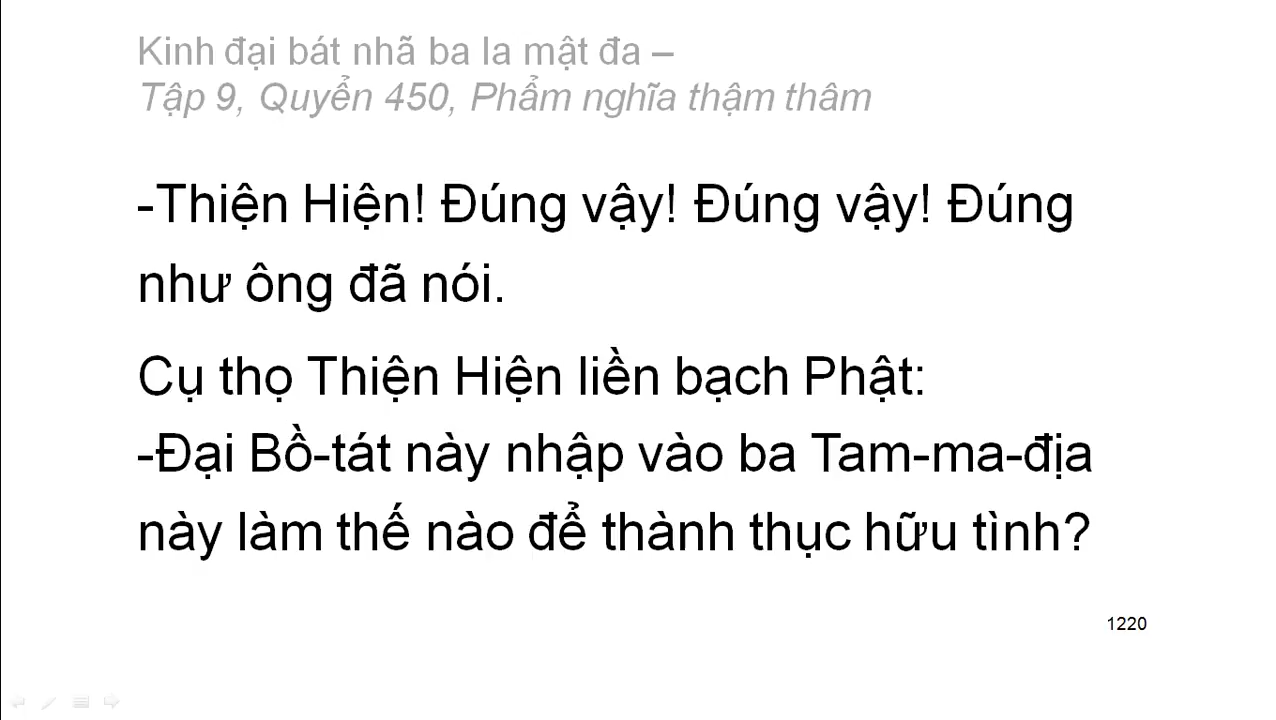 Kinh đại bát nhã ba la mật đa –
Tập 9, Quyển 450, Phẩm nghĩa thậm thâm
-Thiện Hiện! Đúng vậy! Đúng vậy! Đúng
như ông đã nói.
Cụ thọ Thiện Hiện liền bạch Phật:
-Đại Bồ-tát này nhập vào ba Tam-ma-địa
này làm thế nào để thành thục hữu tình?
1220